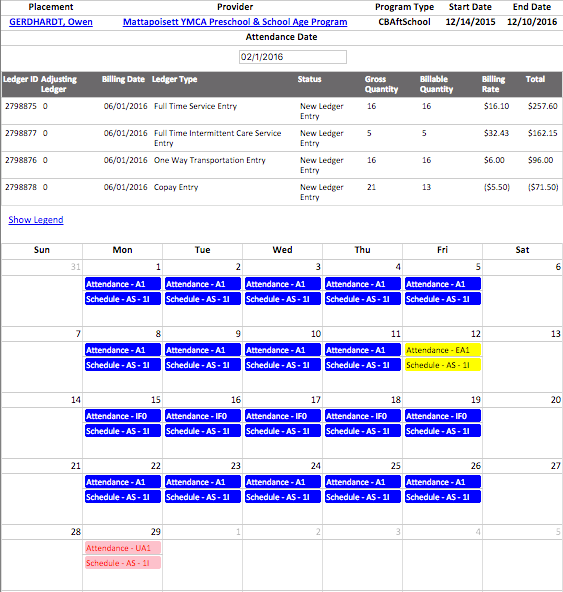 Placement Provider Program Type Start Date End Date
GERDHARDT, Owen Mattapoisett YMCA Preschool & School Age Program CBAftSchool 12/14/2015 12/10/2016
Attendance Date
02/1/2016
Ledger ID Adjusting Ledger Billing Date Ledger Type Status Gross Quantity Billable Quantity Billing Rate Total
2798875 0 06/01/2016 Full Time Service Entry New Ledger Entry 16 16 $16.10 $257.60
2798877 0 06/01/2016 Full Time Intermittent Care Service Entry New Ledger Entry 5 5 $32.43 $162.15
2798876 0 06/01/2016 One Way Transportation Entry New Ledger Entry 16 16 $6.00 $96.00
2798878 0 06/01/2016 Copay Entry New Ledger Entry 21 13 ($5.50) ($71.50)
Show Legend
Sun Mon Tue Wed Thu Fri Sat
31 1 2 3 4 5 6
Attendance - A1 Attendance - A1 Attendance - A1 Attendance - A1 Attendance - A1
Schedule - AS - 1I Schedule - AS - 1I Schedule - AS - 1I Schedule - AS - 1I Schedule - AS - 1I
7 8 9 10 11 12 13
Attendance - A1 Attendance - A1 Attendance - A1 Attendance - A1 Attendance - EA1
Schedule - AS - 1I Schedule - AS - 1I Schedule - AS - 1I Schedule - AS - 1I Schedule - AS - 1I
14 15 16 17 18 19 20
Attendance - IF0 Attendance - IF0 Attendance - IF0 Attendance - IF0 Attendance - IF0
Schedule - AS - 1I Schedule - AS - 1I Schedule - AS - 1I Schedule - AS - 1I Schedule - AS - 1I
21 22 23 24 25 26 27
Attendance - A1 Attendance - A1 Attendance - A1 Attendance - A1 Attendance - A1
Schedule - AS - 1I Schedule - AS - 1I Schedule - AS - 1I Schedule - AS - 1I Schedule - AS - 1I
28 29 1 2 3 4 5
Attendance - UA1
Schedule - AS - 1I